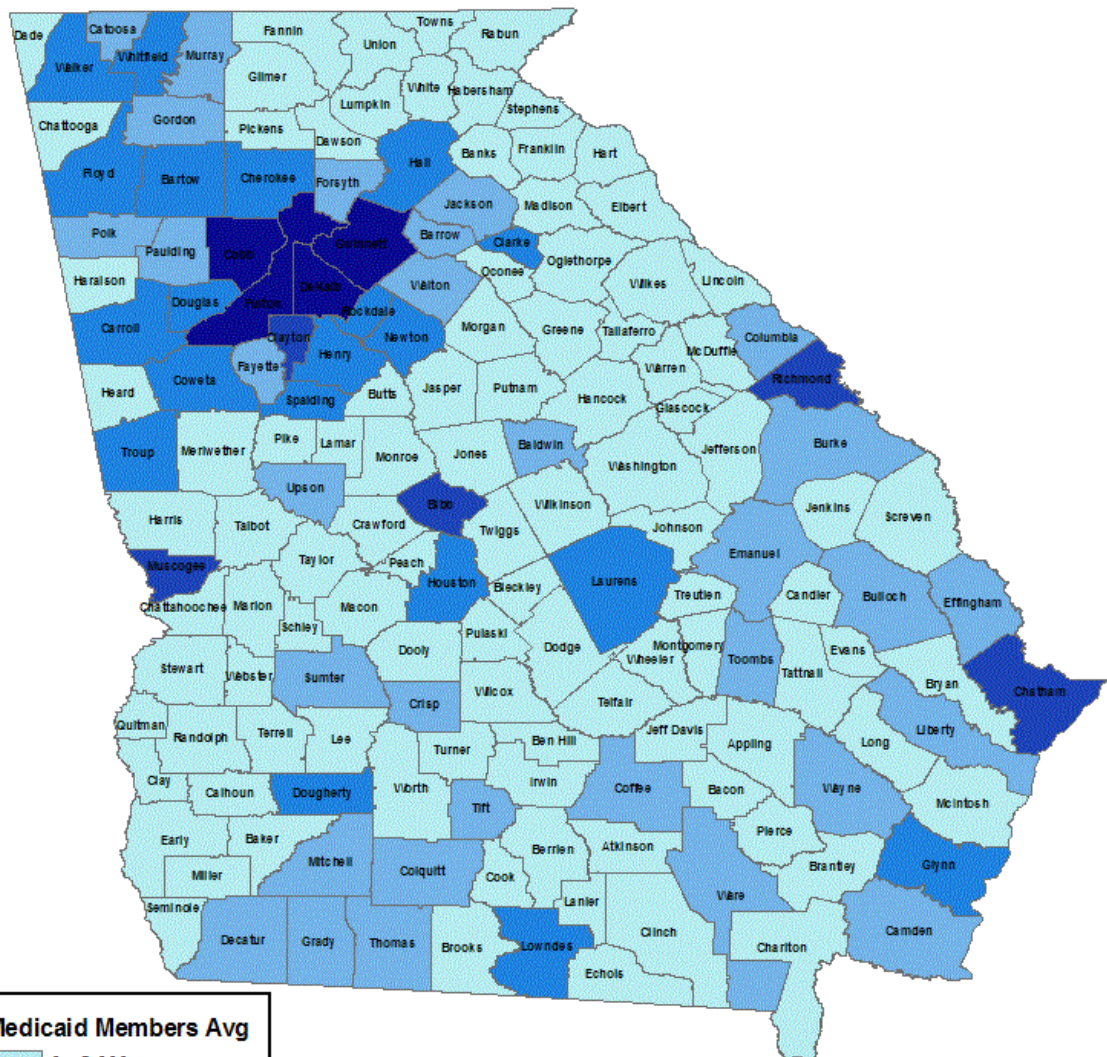 Dade
Catoosa
Whitfield
Walker
Murray
Fannin
Union
Towns
Rabun
Gilmer
White
Habersham
Lumpkin
Stephens
Chattooga
Gordon
Pickens
Dawson
Hall
Banks
Franklin
Hart
Floyd
Bartow
Cherokee
Forsyth
Jackson
Madison
Elbert
Polk
Paulding
Cobb
Gwinnett
Barrow
Clarke
Oconee
Oglethorpe
Wilkes
Lincoln
Haralson
Douglas
Fulton
DeKalb
Rockdale
Walton
Morgan
Greene
Taliaferro
McDuffie
Columbia
Carroll
Clayton
Henry
Newton
Warren
Richmond
Heard
Coweta
Fayette
Spalding
Butts
Jasper
Putnam
Hancock
Glascock
Troup
Meriwether
Pike
Lamar
Monroe
Jones
Baldwin
Washington
Jefferson
Burke
Upson
Bibb
Wilkinson
Jenkins
Screven
Harris
Talbot
Crawford
Twiggs
Johnson
Emanuel
Muscogee
Taylor
Peach
Houston
Bleckley
Laurens
Treutlen
Candler
Bulloch
Effingham
Chattahoochee
Marion
Schley
Macon
Dooly
Pulaski
Dodge
Wheeler
Montgomery
Toombs
Tattnall
Evans
Bryan
Chatham
Stewart
Webster
Sumter
Crisp
Wilcox
Telfair
Quitman
Randolph
Terrell
Lee
Turner
Ben Hill
Jeff Davis
Appling
Long
Liberty
Clay
Calhoun
Dougherty
Worth
Tift
Irwin
Coffee
Bacon
Wayne
McIntosh
Early
Baker
Miller
Mitchell
Colquitt
Cook
Berrien
Atkinson
Pierce
Brantley
Glynn
Seminole
Decatur
Grady
Thomas
Brooks
Lowndes
Lanier
Echols
Clinch
Ware
Charlton
Camden
Medicaid Members Avg